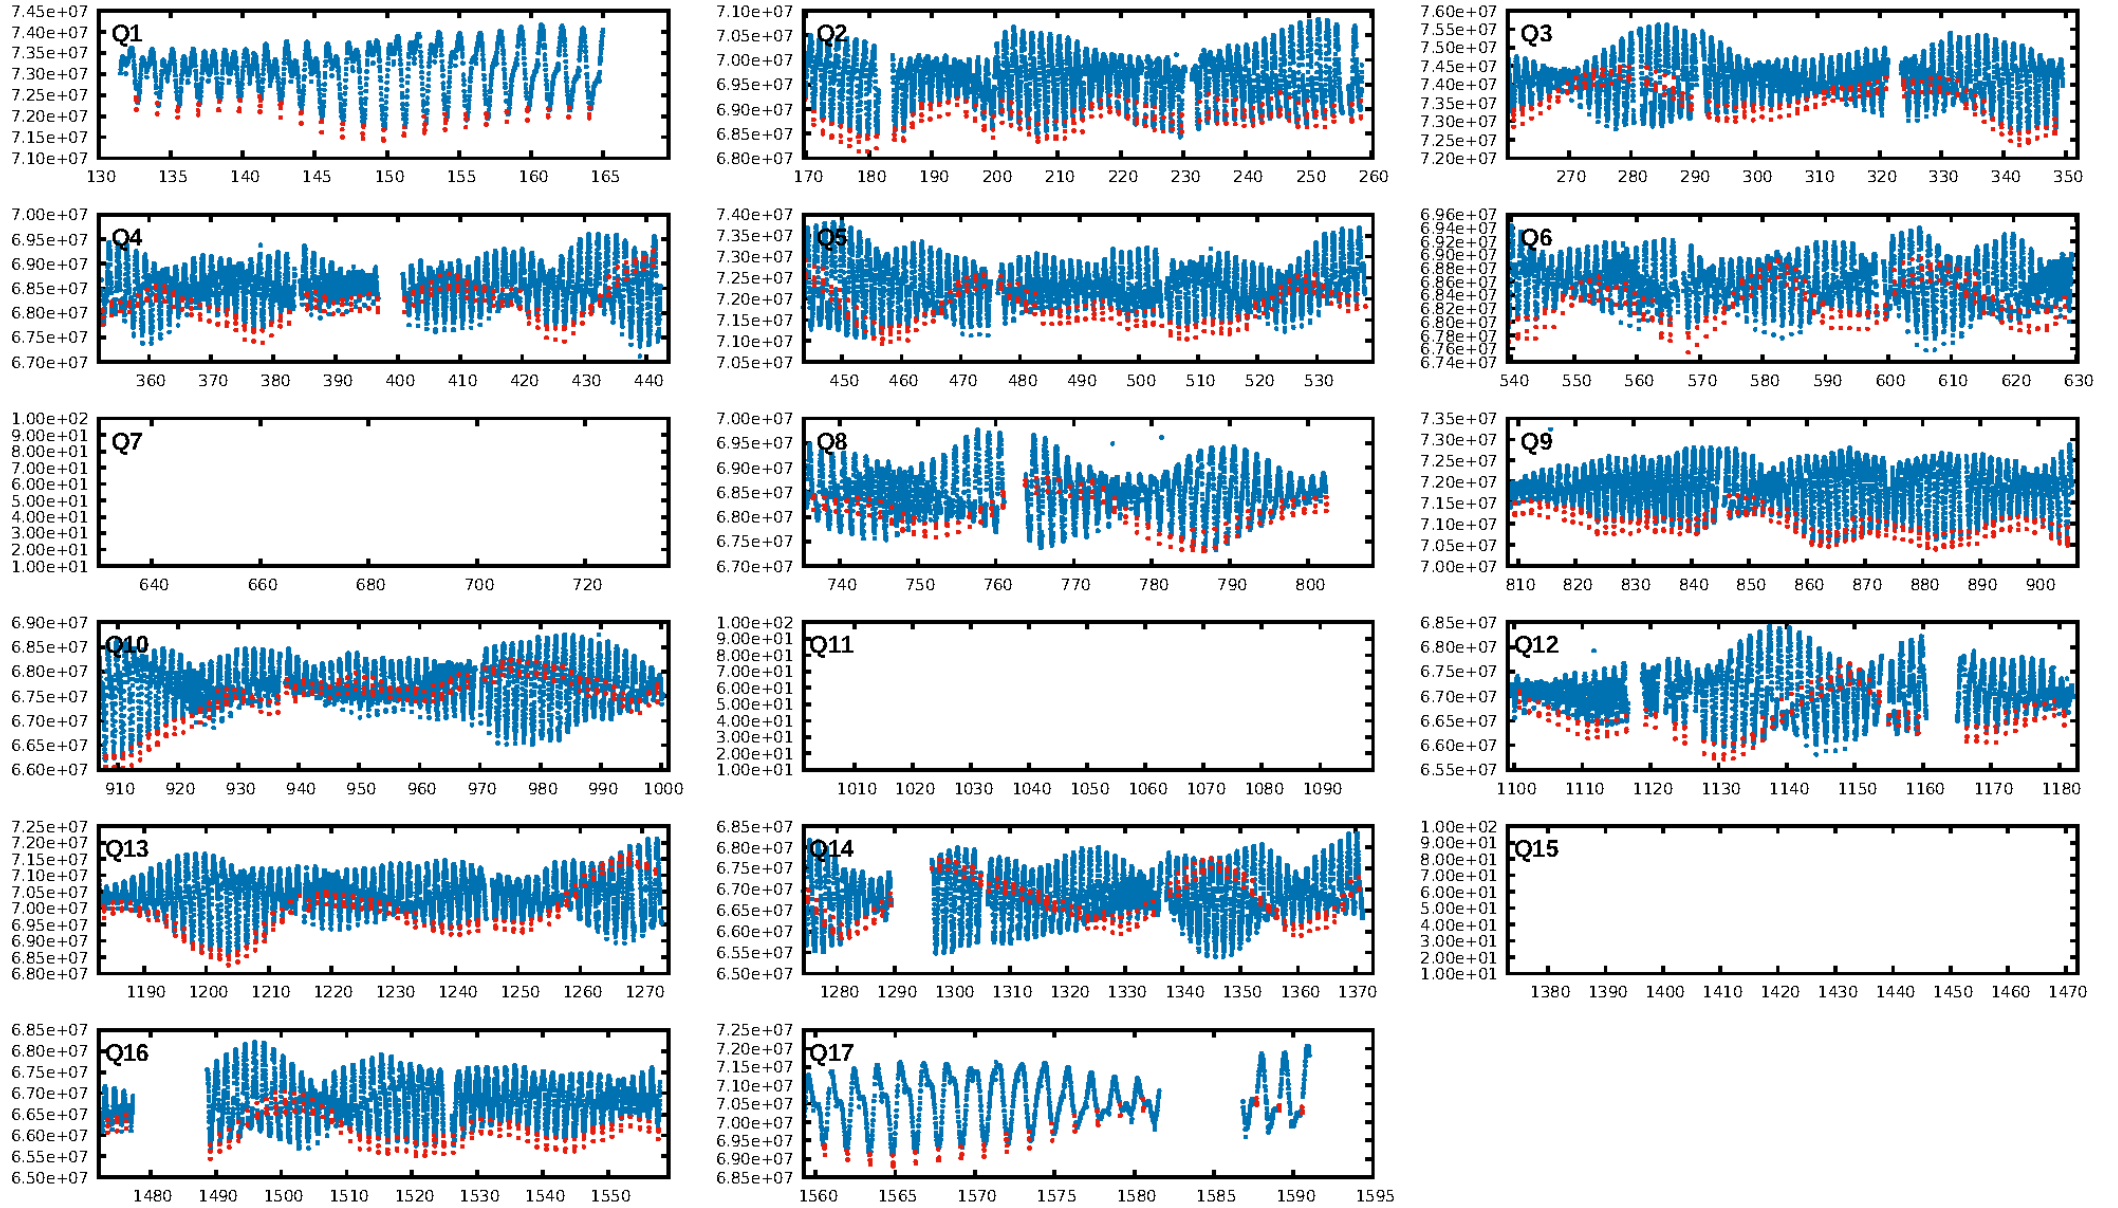 7.45e+07 7.40e+07 7.35e+07 7.30e+07 7.25e+07 7.20e+07 7.15e+07 7.10e+07
Q1
130 135 140 145 150 155 160 165
7.10e+07 7.05e+07 7.00e+07 6.95e+07 6.90e+07 6.85e+07 6.80e+07
Q2
170 180 190 200 210 220 230 240 250 260
7.60e+07 7.55e+07 7.50e+07 7.45e+07 7.40e+07 7.35e+07 7.30e+07 7.25e+07 7.20e+07
Q3
270 280 290 300 310 320 330 340 350
7.00e+07 6.95e+07 6.90e+07 6.85e+07 6.80e+07 6.75e+07 6.70e+07
Q4
360 370 380 390 400 410 420 430 440
7.40e+07 7.35e+07 7.30e+07 7.25e+07 7.20e+07 7.15e+07 7.10e+07 7.05e+07
Q5
450 460 470 480 490 500 510 520 530
6.96e+07 6.94e+07 6.92e+07 6.90e+07 6.88e+07 6.86e+07 6.84e+07 6.82e+07 6.80e+07 6.78e+07 6.76e+07 6.74e+07
Q6
540 550 560 570 580 590 600 610 620 630
1.00e+02 9.00e+01 8.00e+01 7.00e+01 6.00e+01 5.00e+01 4.00e+01 3.00e+01 2.00e+01 1.00e+01
Q7
640 660 680 700 720
7.00e+07 6.95e+07 6.90e+07 6.85e+07 6.80e+07 6.75e+07 6.70e+07
Q8
740 750 760 770 780 790 800
7.35e+07 7.30e+07 7.25e+07 7.20e+07 7.15e+07 7.10e+07 7.05e+07 7.00e+07
Q9
810 820 830 840 850 860 870 880 890 900
6.90e+07 6.85e+07 6.80e+07 6.75e+07 6.70e+07 6.65e+07 6.60e+07
Q10
910 920 930 940 950 960 970 980 990 1000
1.00e+02 9.00e+01 8.00e+01 7.00e+01 6.00e+01 5.00e+01 4.00e+01 3.00e+01 2.00e+01 1.00e+01
Q11
1010 1020 1030 1040 1050 1060 1070 1080 1090
6.85e+07 6.80e+07 6.75e+07 6.70e+07 6.65e+07 6.60e+07 6.55e+07
Q12
1100 1110 1120 1130 1140 1150 1160 1170 1180
7.25e+07 7.20e+07 7.15e+07 7.10e+07 7.05e+07 7.00e+07 6.95e+07 6.90e+07 6.85e+07 6.80e+07
Q13
1190 1200 1210 1220 1230 1240 1250 1260 1270
6.85e+07 6.80e+07 6.75e+07 6.70e+07 6.65e+07 6.60e+07 6.55e+07 6.50e+07
Q14
1280 1290 1300 1310 1320 1330 1340 1350 1360 1370
1.00e+02 9.00e+01 8.00e+01 7.00e+01 6.00e+01 5.00e+01 4.00e+01 3.00e+01 2.00e+01 1.00e+01
Q15
1380 1390 1400 1410 1420 1430 1440 1450 1460 1470
6.85e+07 6.80e+07 6.75e+07 6.70e+07 6.65e+07 6.60e+07 6.55e+07 6.50e+07
Q16
1480 1490 1500 1510 1520 1530 1540 1550
7.25e+07 7.20e+07 7.15e+07 7.10e+07 7.05e+07 7.00e+07 6.95e+07 6.90e+07 6.85e+07
Q17
1560 1565 1570 1575 1580 1585 1590 1595